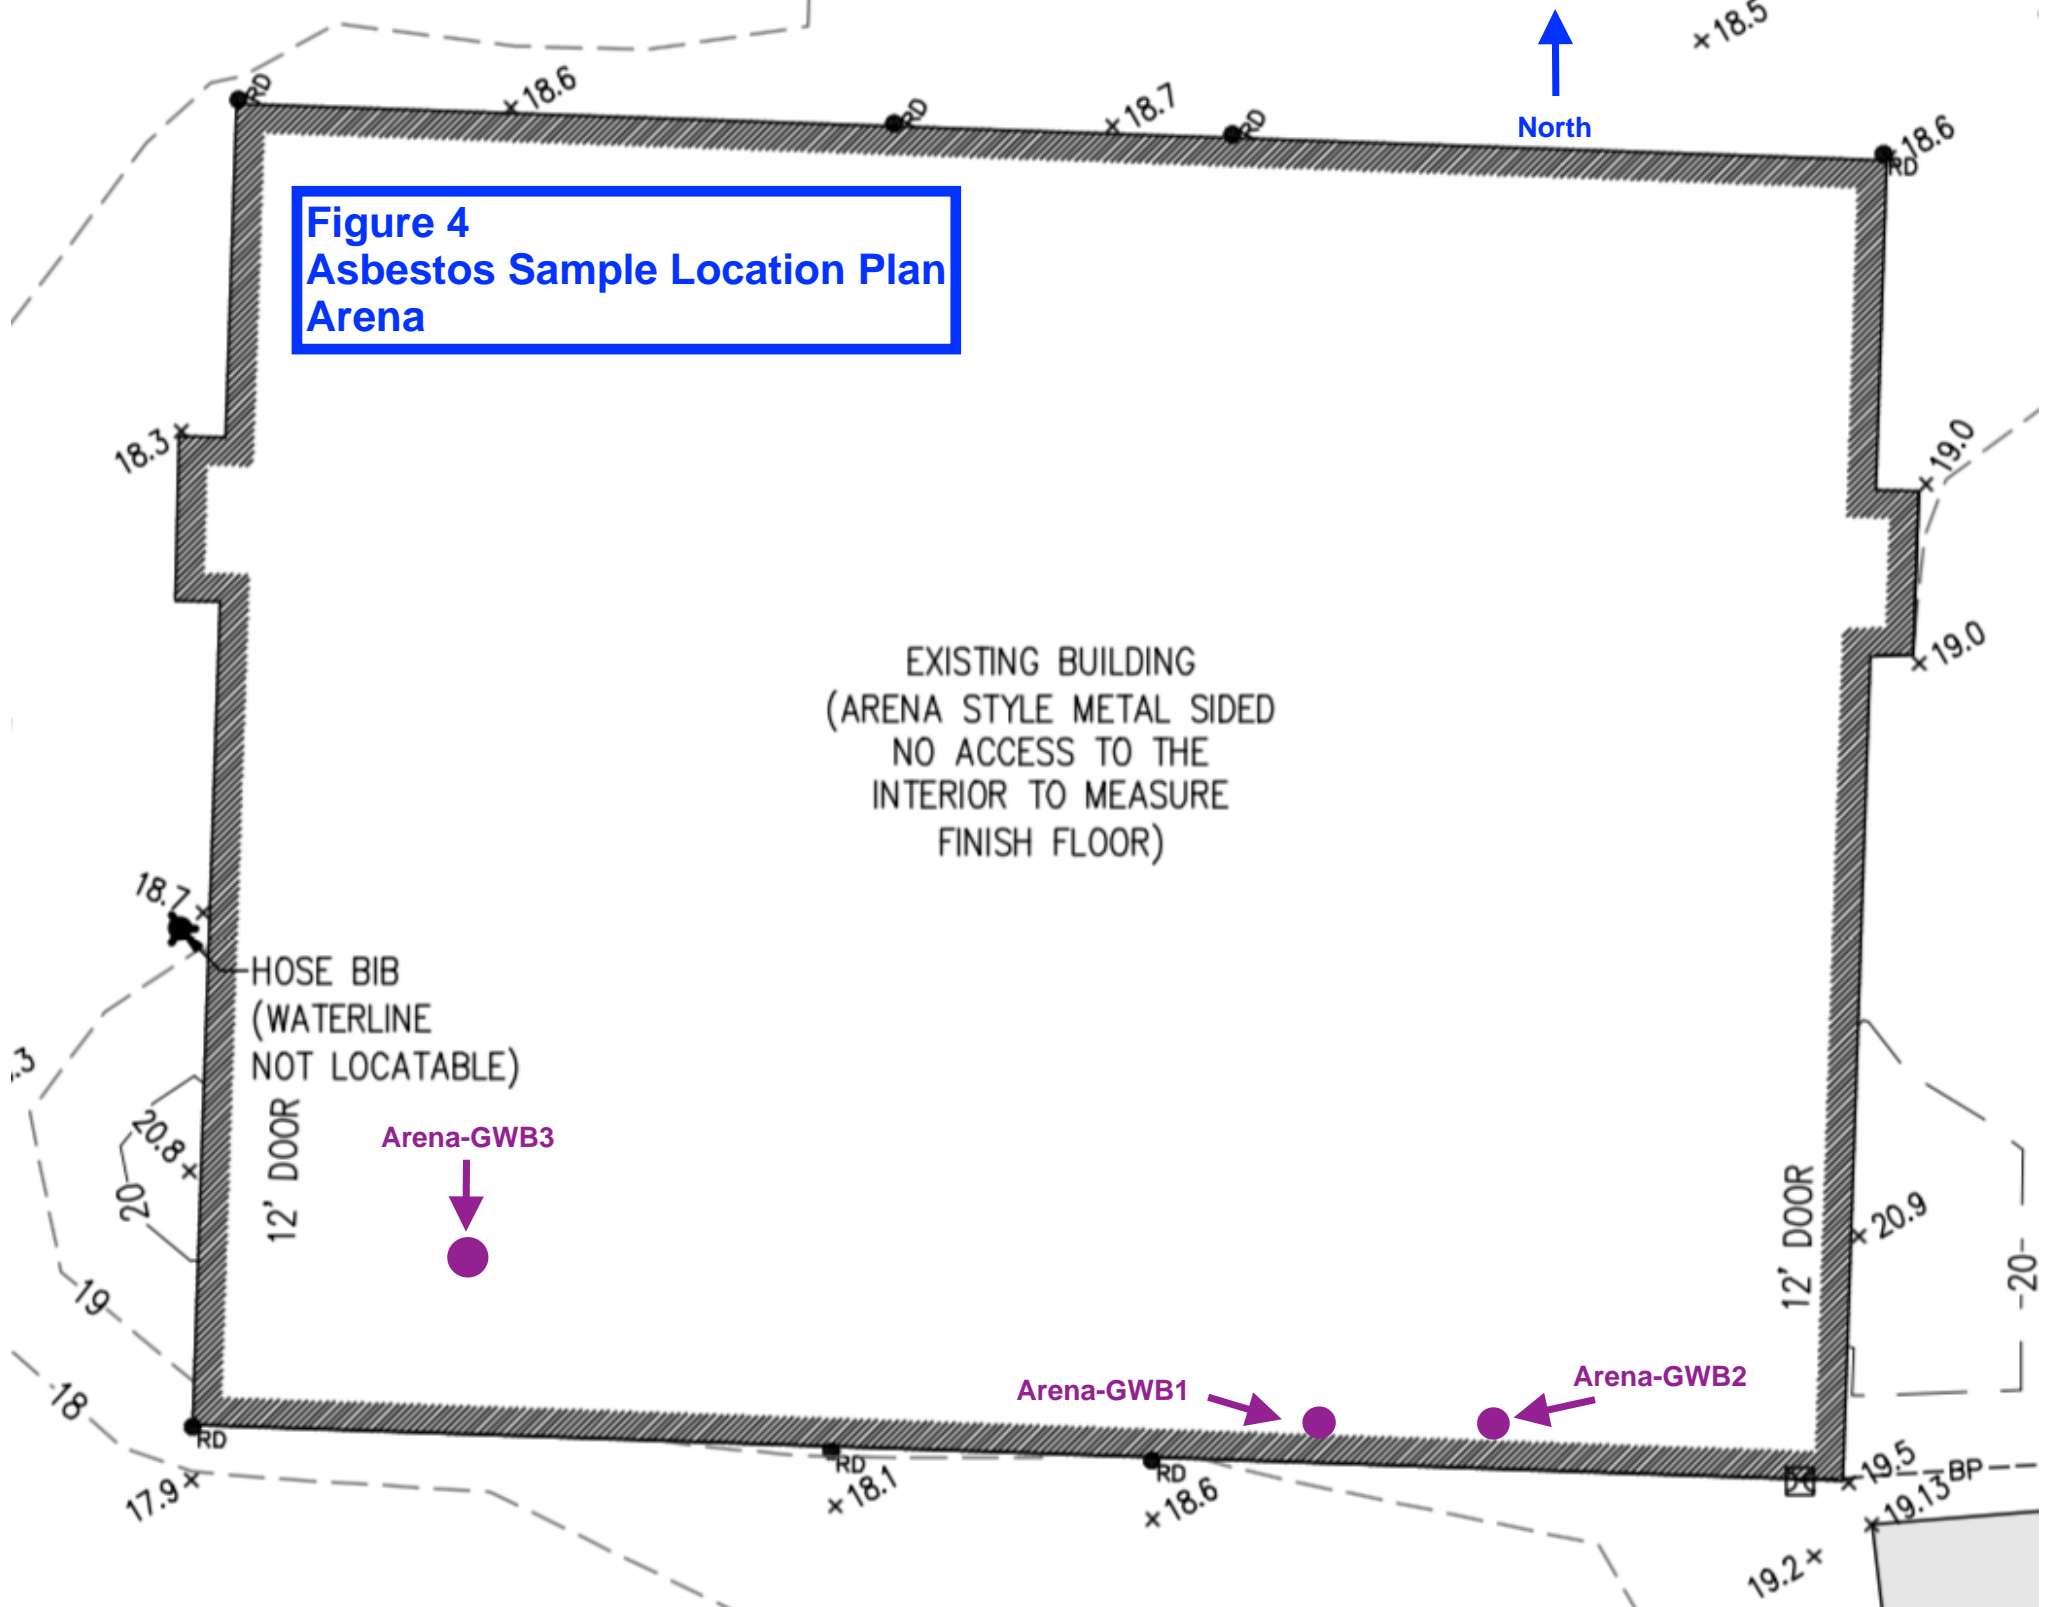 18.5
RD
18.6
RD
18.7
RD
North
18.6
RD
Figure 4
Asbestos Sample Location Plan
Arena
18.3
19.0
19.0
EXISTING BUILDING
(ARENA STYLE METAL SIDED
NO ACCESS TO THE
INTERIOR TO MEASURE
FINISH FLOOR)
18.7
HOSE BIB
(WATERLINE
NOT LOCATABLE)
.3
20.8
20
12' DOOR
Arena-GWB3
12' DOOR
20.9
20
19
18
Arena-GWB1
Arena-GWB2
RD
RD
RD
17.9
18.1
18.6
19.5
BP
19.13
19.2